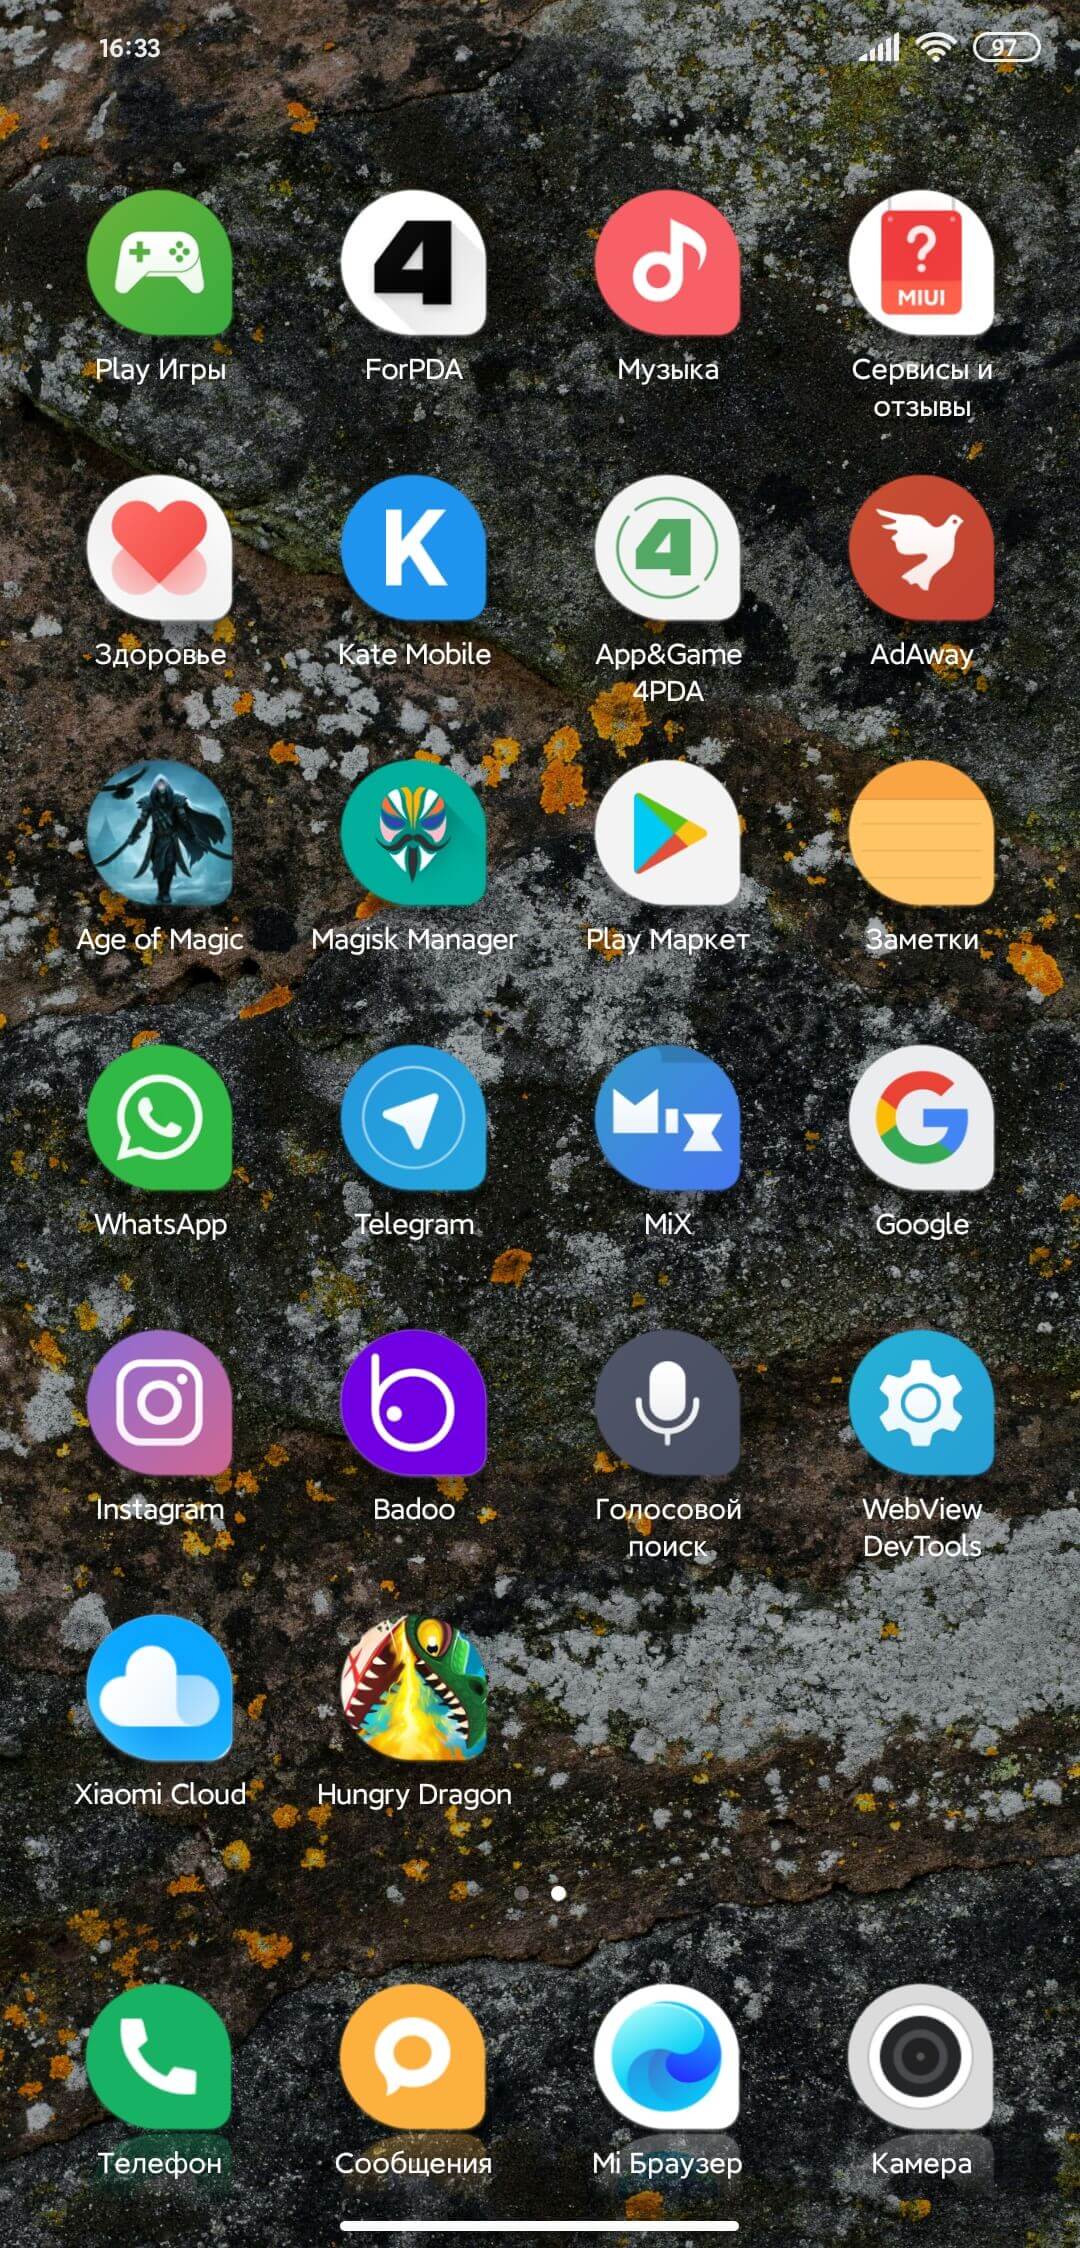 16:33
97
4
?
MIUI
Play Игры
ForPDA
Музыка
Сервисы и
отзывы
K
4
Здоровье
Kate Mobile
App&Game
4PDA
AdAway
Age of Magic
Magisk Manager
Play Маркет
Заметки
MiX
G
WhatsApp
Telegram
MiX
Google
b
Instagram
Badoo
Голосовой
поиск
WebView
DevTools
Xiaomi Cloud
Hungry Dragon
Телефон
Сообщения
Mi Браузер
Камера